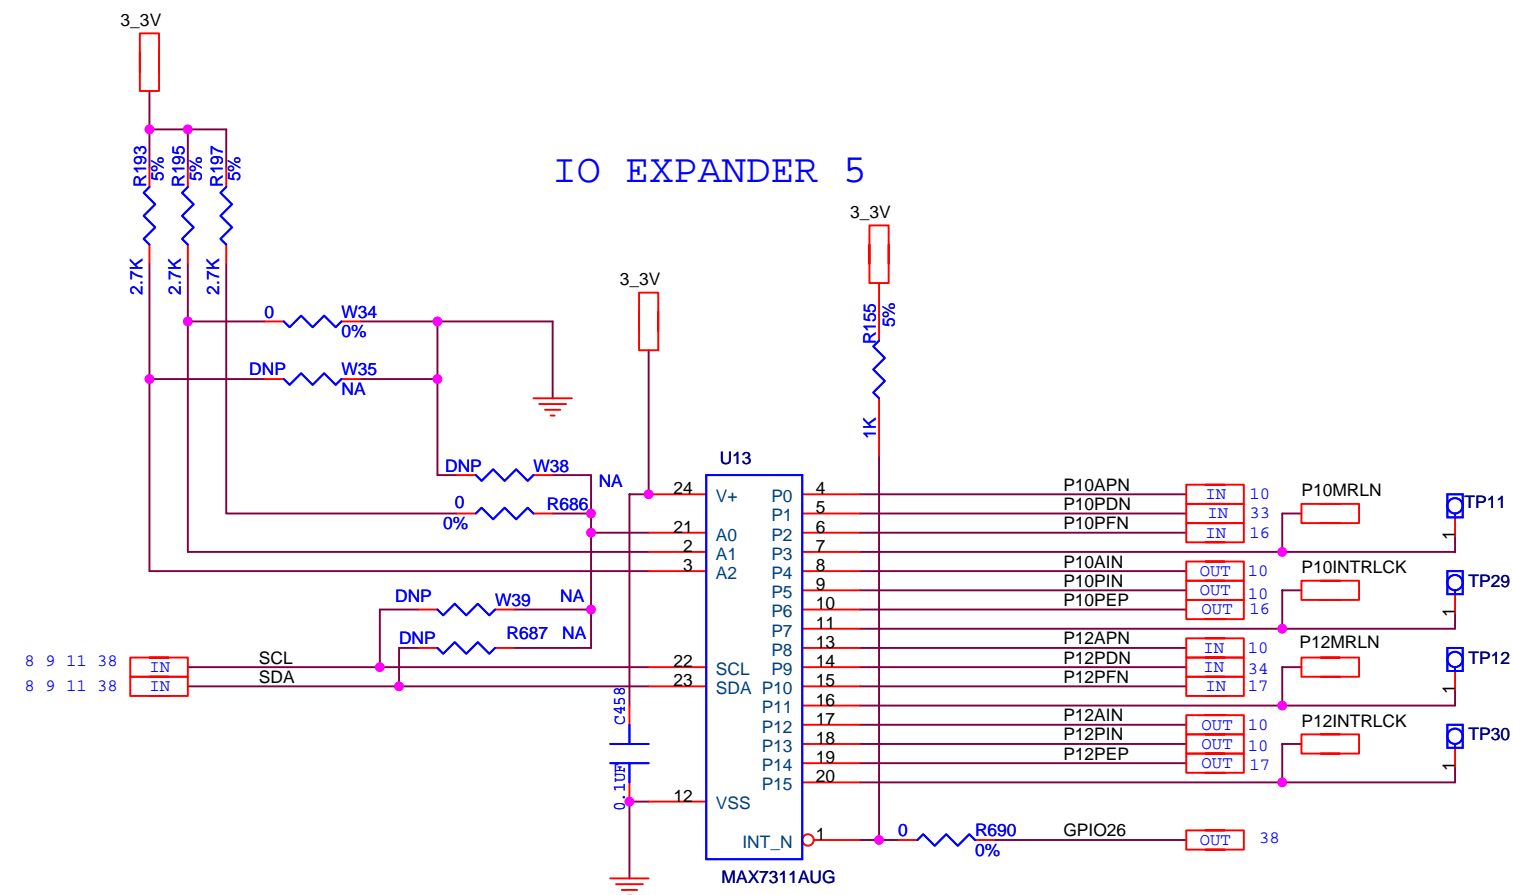 3_3V
IO EXPANDER 5
R193
5%
2.7K
R195
5%
2.7K
R197
5%
2.7K
3_3V
3_3V
R155
5%
1K
0
W34
0%
DNP
W35
NA
DNP
W38
NA
0
R686
0%
DNP
W39
NA
DNP
R687
NA
8 9 11 38
IN
SCL
8 9 11 38
IN
SDA
C458
0.1UF
U13
24
V+
21
A0
2
A1
3
A2
22
SCL
23
SDA
12
VSS
P0
4
P10APN
IN
10
P1
5
P10PDN
IN
33
P2
6
P10PFN
IN
16
P3
7
P10MRLN
1
TP11
P4
8
P10AIN
OUT
10
P5
9
P10PIN
OUT
10
P6
10
P10PEP
OUT
16
P7
11
P10INTRLCK
1
TP29
P8
13
P12APN
IN
10
P9
14
P12PDN
IN
34
P10
15
P12PFN
IN
17
P11
16
P12MRLN
1
TP12
P12
17
P12AIN
OUT
10
P13
18
P12PIN
OUT
10
P14
19
P12PEP
OUT
17
P15
20
P12INTRLCK
1
TP30
INT_N
1
0
R690
0%
GPIO26
OUT
38
MAX7311AUG